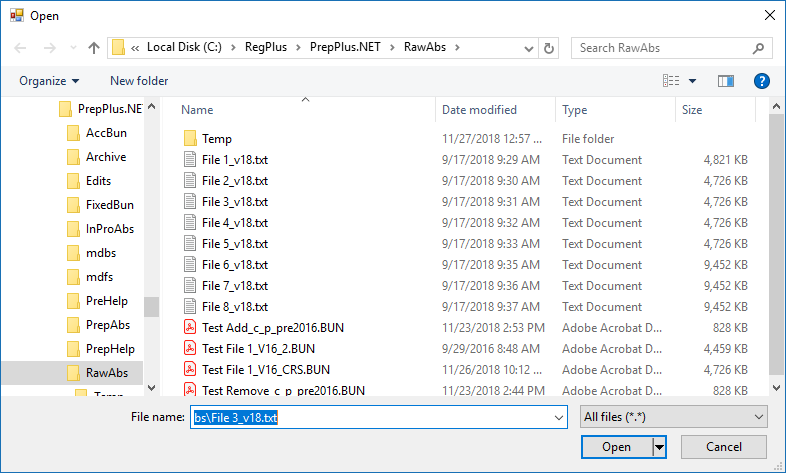 Open
« Local Disk (C:) > RegPlus > PrepPlus.NET > RawAbs >
Search RawAbs
Organize
New folder
?
PrepPlus.NE
AccBun
Archive
Edits
FixedBun
InProAbs
mdbs
mdfs
PreHelp
PrepAbs
PrepHelp
RawAbs
Temp
Name Date modified Type Size
Temp 11/27/2018 12:57 ... File folder
File 1_v18.txt 9/17/2018 9:29 AM Text Document 4,821 KB
File 2_v18.txt 9/17/2018 9:30 AM Text Document 4,726 KB
File 3_v18.txt 9/17/2018 9:31 AM Text Document 4,726 KB
File 4_v18.txt 9/17/2018 9:32 AM Text Document 4,726 KB
File 5_v18.txt 9/17/2018 9:33 AM Text Document 4,726 KB
File 6_v18.txt 9/17/2018 9:35 AM Text Document 9,452 KB
File 7_v18.txt 9/17/2018 9:36 AM Text Document 9,452 KB
File 8_v18.txt 9/17/2018 9:37 AM Text Document 9,452 KB
Test Add_c_p_pre2016.BUN 11/23/2018 2:53 PM Adobe Acrobat D... 828 KB
Test File 1_V16_2.BUN 9/29/2016 8:48 AM Adobe Acrobat D... 4,459 KB
Test File 1_V16_CRS.BUN 11/26/2018 10:12 ... Adobe Acrobat D... 4,726 KB
Test Remove_c_p_pre2016.BUN 11/23/2018 2:44 PM Adobe Acrobat D... 828 KB
File name: bs\File 3_v18.txt
All files (*.*)
Open
Cancel